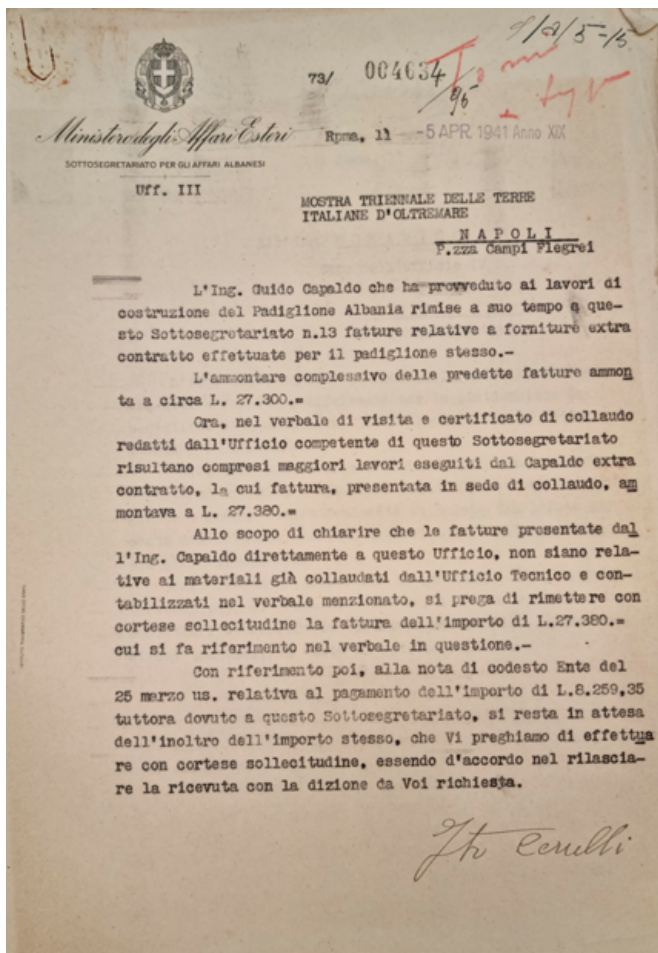 9/a/5-15
73/ 004634
/95
Ministero degli Affari Esteri
Roma, li -5 APR. 1941 Anno XIX
SOTTOSEGRETARIATO PER GLI AFFARI ALBANESI
Uff. III
MOSTRA TRIENNALE DELLE TERRE
ITALIANE D'OLTREMARE
NAPOLI
P.zza Campi Flegrei
L'Ing. Guido Capaldo che ha provveduto ai lavori di
costruzione del Padiglione Albania rimise a suo tempo a que-
sto Sottosegretariato n.13 fatture relative a forniture extra
contratto effettuate per il padiglione stesso.-
L'ammontare complessivo delle predette fatture ammon
ta a circa L. 27.300.=
Ora, nel verbale di visita e certificato di collaudo
redatti dall'Ufficio competente di questo Sottosegretariato
risultano compresi maggiori lavori eseguiti dal Capaldo extra
contratto, la cui fattura, presentata in sede di collaudo, am
montava a L. 27.380.=
Allo scopo di chiarire che le fatture presentate dal
l'Ing. Capaldo direttamente a questo Ufficio, non siano rela-
tive ai materiali già collaudati dall'Ufficio Tecnico e con-
tabilizzati nel verbale menzionato, si prega di rimettere con
cortese sollecitudine la fattura dell'importo di L.27.380.=
cui si fa riferimento nel verbale in questione.-
Con riferimento poi, alla nota di codesto Ente del
25 marzo us. relativa al pagamento dell'importo di L.8.259,35
tuttora dovuto a questo Sottosegretariato, si resta in attesa
dell'inoltro dell'importo stesso, che Vi preghiamo di effettua
re con cortese sollecitudine, essendo d'accordo nel rilascia-
re la ricevuta con la dizione da Voi richiesta.